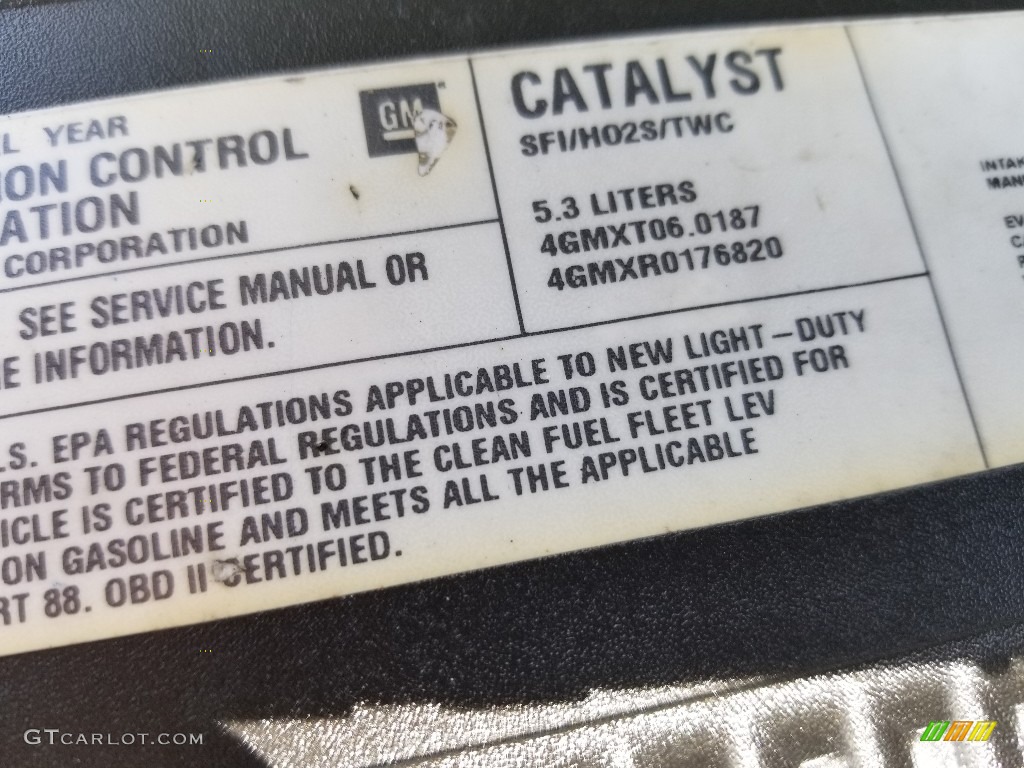 L YEAR
ION CONTROL
ATION
CORPORATION
GM
CATALYST
SFI/HO2S/TWC
5.3 LITERS
4GMXT06.0187
4GMXR0176820
INTAK
MAN
EV
C
SEE SERVICE MANUAL OR
E INFORMATION.
.S. EPA REGULATIONS APPLICABLE TO NEW LIGHT-DUTY
RMS TO FEDERAL REGULATIONS AND IS CERTIFIED FOR
ICLE IS CERTIFIED TO THE CLEAN FUEL FLEET LEV
ON GASOLINE AND MEETS ALL THE APPLICABLE
RT 88. OBD II CERTIFIED.
GTCARLOT.COM